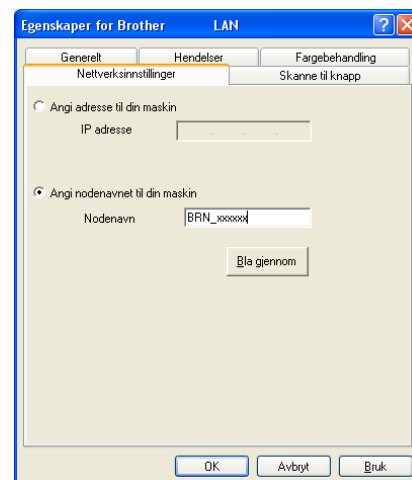 Egenskaper for Brother LAN
Generelt Hendelser Fargebehandling
Nettverksinnstillinger Skanne til knapp
Angi adresse til din maskin
IP adresse . . .
Angi nodenavnet til din maskin
Nodenavn BRN_xxxxxx
Bla gjennom
OK Avbryt Bruk